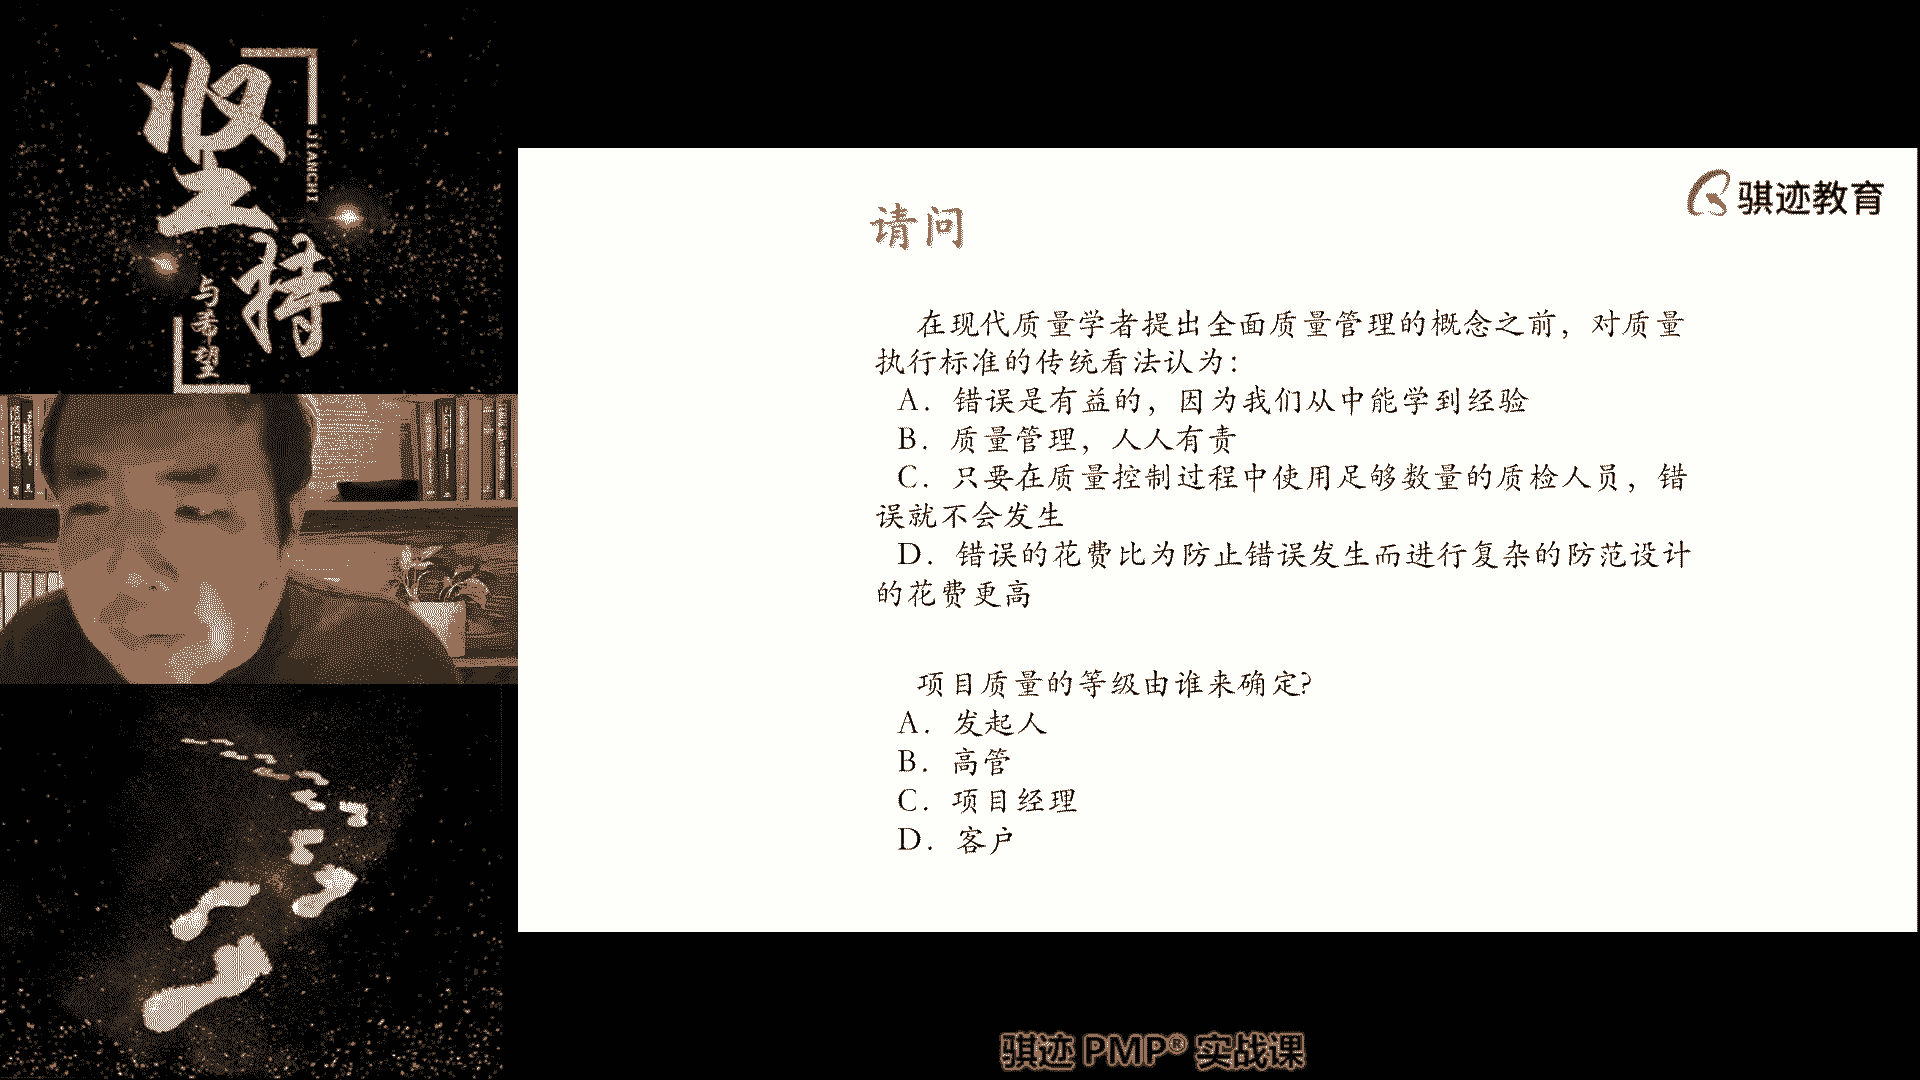 坚持
JIANCHI
与希望
骐迹教育
请问
在现代质量学者提出全面质量管理的概念之前，对质量
执行标准的传统看法认为：
A．错误是有益的，因为我们从中能学到经验
B．质量管理，人人有责
C．只要在质量控制过程中使用足够数量的质检人员，错
误就不会发生
D．错误的花费比为防止错误发生而进行复杂的防范设计
的花费更高
项目质量的等级由谁来确定?
A．发起人
B．高管
C．项目经理
D．客户
骐迹 PMP® 实战课